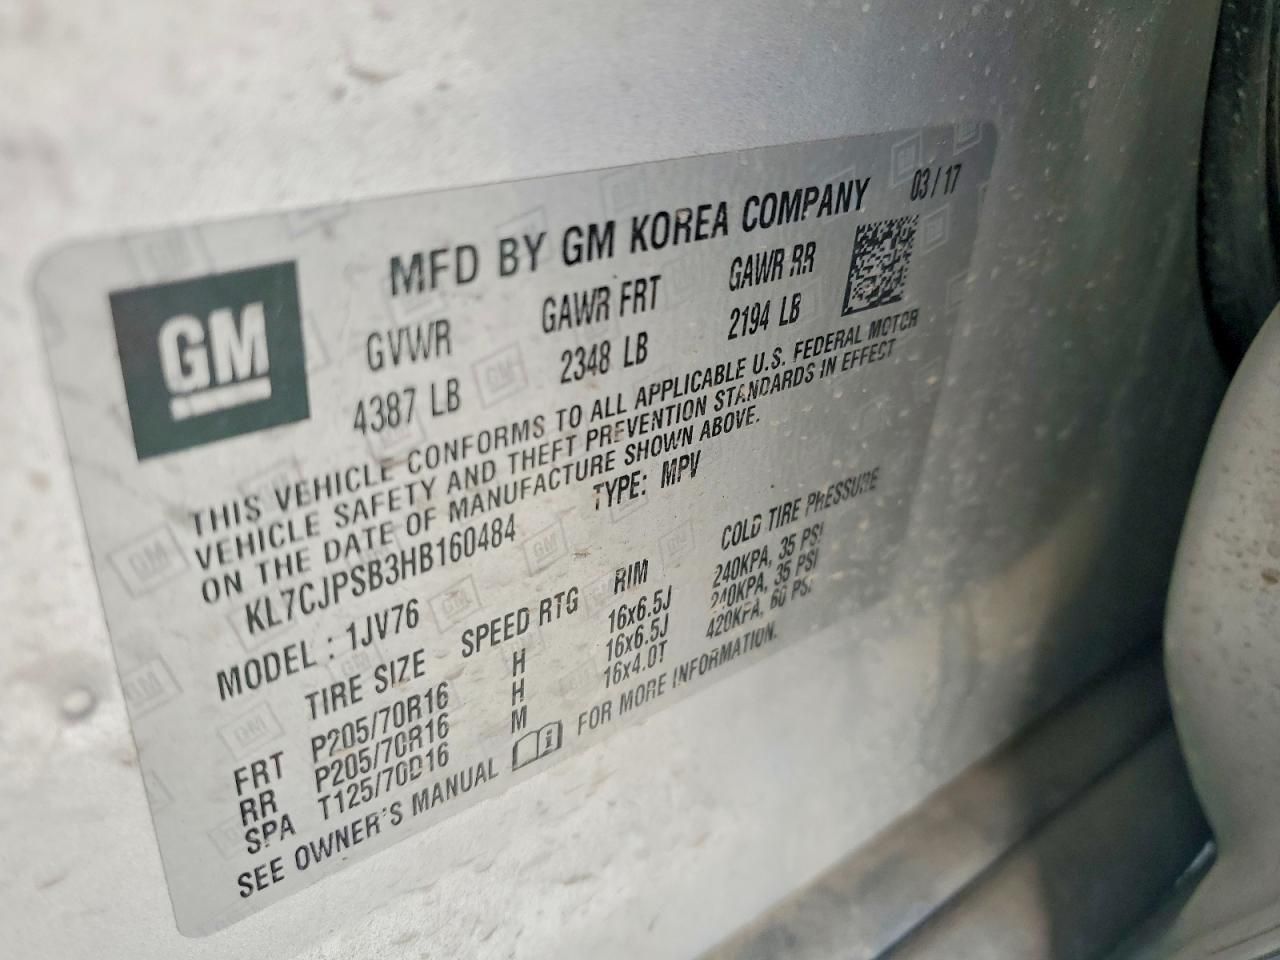 MFD BY GM KOREA COMPANY 03/17
GM
GVWR GAWR FRT GAWR RR
4387 LB 2348 LB 2194 LB
THIS VEHICLE CONFORMS TO ALL APPLICABLE U.S. FEDERAL MOTOR
VEHICLE SAFETY AND THEFT PREVENTION STANDARDS IN EFFECT
ON THE DATE OF MANUFACTURE SHOWN ABOVE.
KL7CJPSB3HB160484 TYPE: MPV
MODEL: 1JV76
TIRE SIZE SPEED RTG RIM COLD TIRE PRESSURE
FRT P205/70R16 H 16x6.5J 240KPA, 35 PSI
RR P205/70R16 H 16x6.5J 240KPA, 35 PSI
SPA T125/70D16 M 16x4.0T 420KPA, 60 PSI
SEE OWNER'S MANUAL FOR MORE INFORMATION.